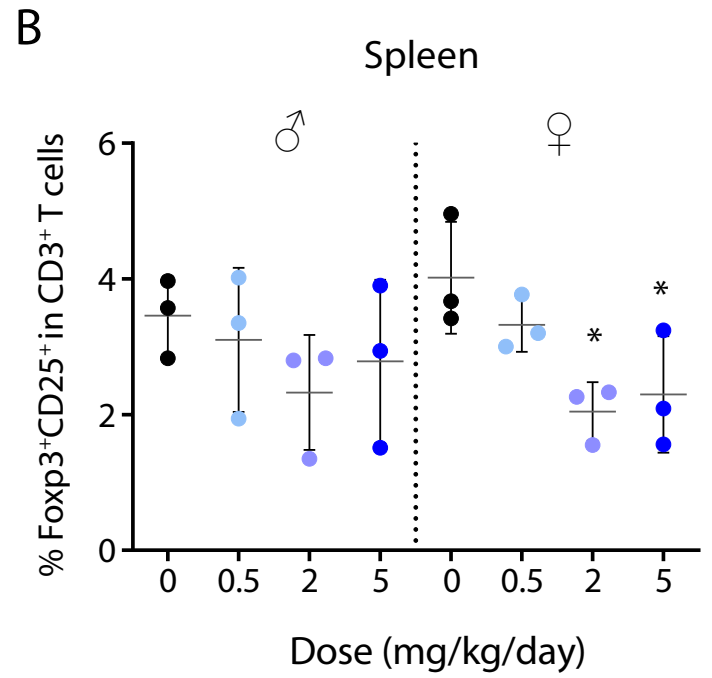 B
Spleen
♂ ♀
% Foxp3⁺CD25⁺ in CD3⁺ T cells
6
4
2
0
* *
0 0.5 2 5 0 0.5 2 5
Dose (mg/kg/day)